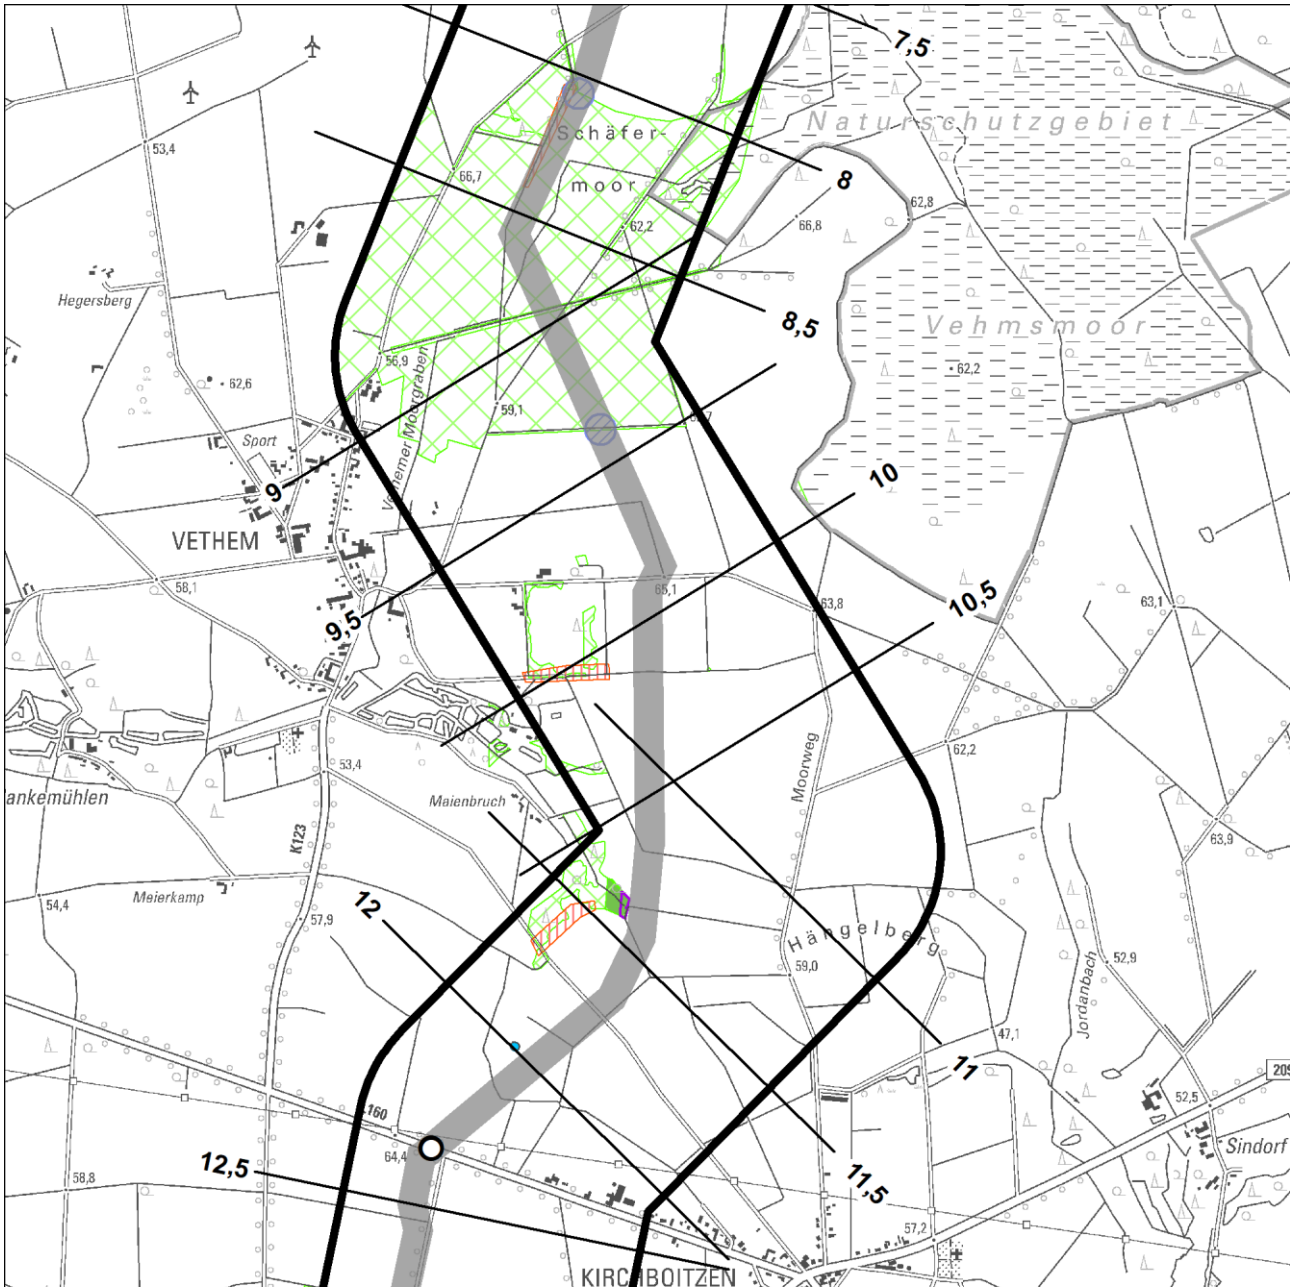 7,5
Naturschutzgebiet
Schäfer-
53,4
66,7
moor
8
62,8
66,8
62,2
Hegersberg
8,5
Vehmsmoor
56,9
62,2
62,6
59,1
Sport
Moorgraben
9
10
VETHEM
58,1
65,1
10,5
63,1
63,8
9,5
62,2
53,4
Moorweg
ankemühlen
Maienbruch
K123
63,9
Meierkamp
54,4
12
57,9
Hängelberg
52,9
59,0
Jordanbach
47,1
11
209
160
52,5
64,4
Sindorf
12,5
11,5
58,8
57,2
KIRCHBOITZEN